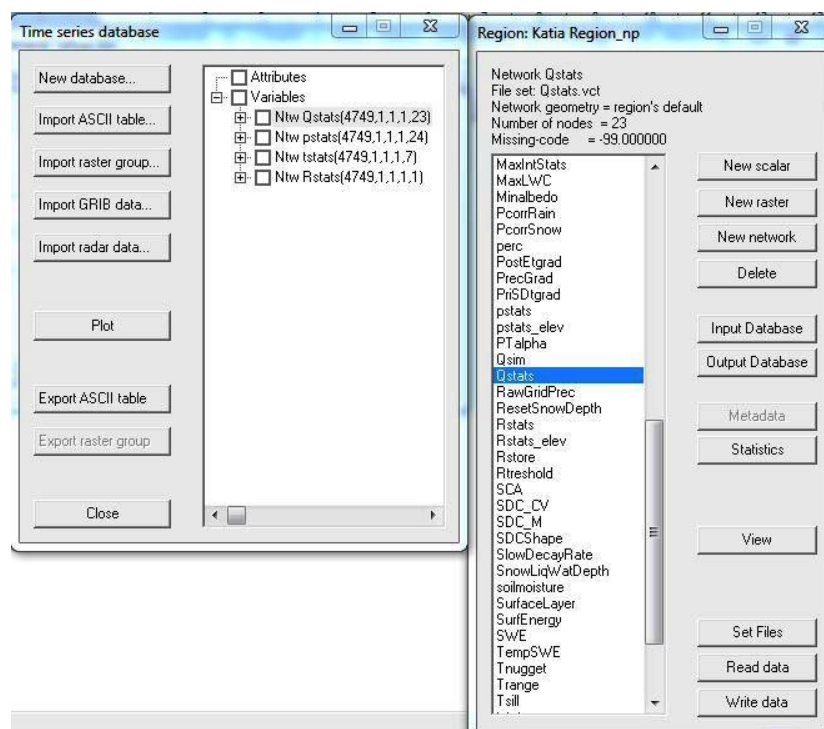 Time series database
New database...
Import ASCII table...
Import raster group...
Import GRIB data...
Import radar data...
Plot
Export ASCII table
Export raster group
Close
Attributes
Variables
Ntw Qstats(4749,1,1,1,23)
Ntw pstats(4749,1,1,1,24)
Ntw tstats(4749,1,1,1,7)
Ntw Rstats(4749,1,1,1,1)
Region: Katia Region_np
Network Qstats
File set: Qstats.vct
Network geometry = region's default
Number of nodes = 23
Missing-code = -99.000000
MaxIntStats
MaxLWC
Minalbedo
PcorrRain
PcorrSnow
perc
PostEtgrad
PrecGrad
PriSDtgrad
pstats
pstats_elev
PTalpha
Qsim
Qstats
RawGridPrec
ResetSnowDepth
Rstats
Rstats_elev
Rstore
Rtreshold
SCA
SDC_CV
SDC_M
SDCShape
SlowDecayRate
SnowLiqWatDepth
soilmoisture
SurfaceLayer
SurfEnergy
SWE
TempSWE
Tnugget
Trange
Tsill
New scalar
New raster
New network
Delete
Input Database
Output Database
Metadata
Statistics
View
Set Files
Read data
Write data